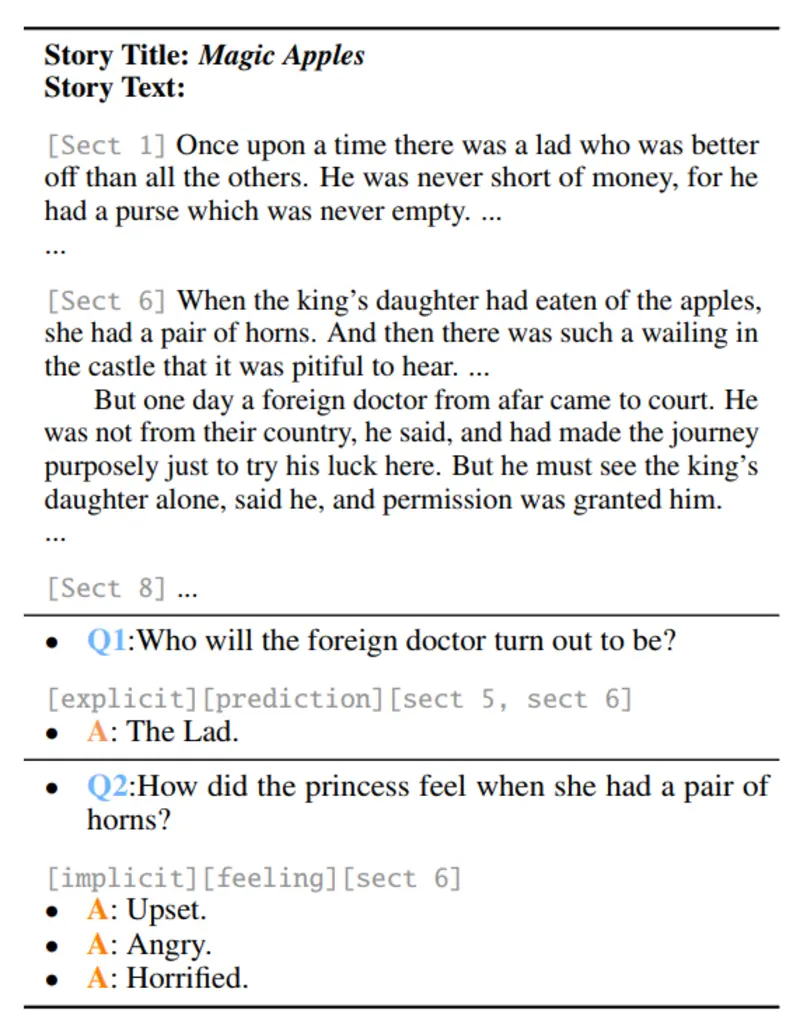 Story Title: Magic Apples
Story Text:
[Sect 1] Once upon a time there was a lad who was better
off than all the others. He was never short of money, for he
had a purse which was never empty. ...
...
[Sect 6] When the king's daughter had eaten of the apples,
she had a pair of horns. And then there was such a wailing in
the castle that it was pitiful to hear. ...
But one day a foreign doctor from afar came to court. He
was not from their country, he said, and had made the journey
purposely just to try his luck here. But he must see the king's
daughter alone, said he, and permission was granted him.
...
[Sect 8] ...
• Q1:Who will the foreign doctor turn out to be?
[explicit][prediction][sect 5, sect 6]
• A: The Lad.
• Q2:How did the princess feel when she had a pair of
horns?
[implicit][feeling][sect 6]
• A: Upset.
• A: Angry.
• A: Horrified.